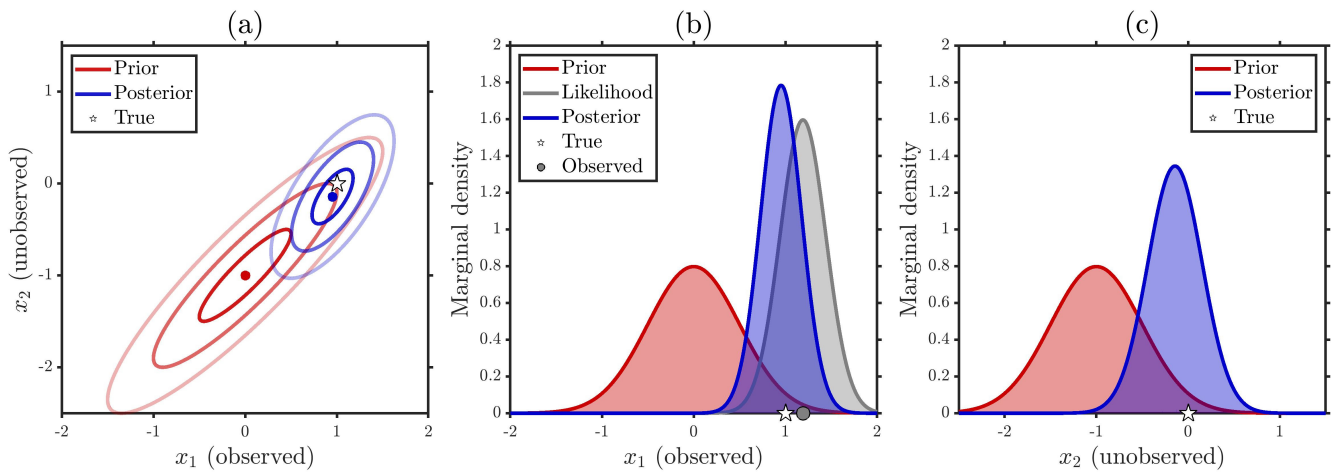 (a)
Prior
Posterior
True
1
0
-1
-2
-2
-1
0
1
2
x₂ (unobserved)
x₁ (observed)
(b)
Prior
Likelihood
Posterior
True
Observed
2
1.8
1.6
1.4
1.2
1
0.8
0.6
0.4
0.2
0
-2
-1
0
1
2
Marginal density
x₁ (observed)
(c)
Prior
Posterior
True
2
1.8
1.6
1.4
1.2
1
0.8
0.6
0.4
0.2
0
-2
-1
0
1
Marginal density
x₂ (unobserved)